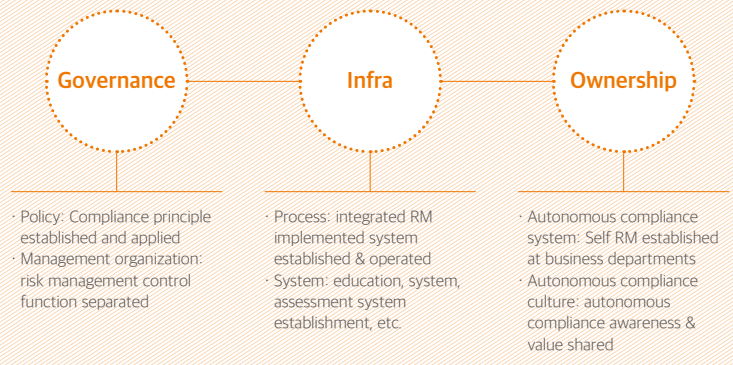 Governance
Infra
Ownership
· Policy: Compliance principle
established and applied
· Management organization:
risk management control
function separated
· Process: integrated RM
implemented system
established & operated
· System: education, system,
assessment system
establishment, etc.
· Autonomous compliance
system: Self RM established
at business departments
· Autonomous compliance
culture: autonomous
compliance awareness &
value shared